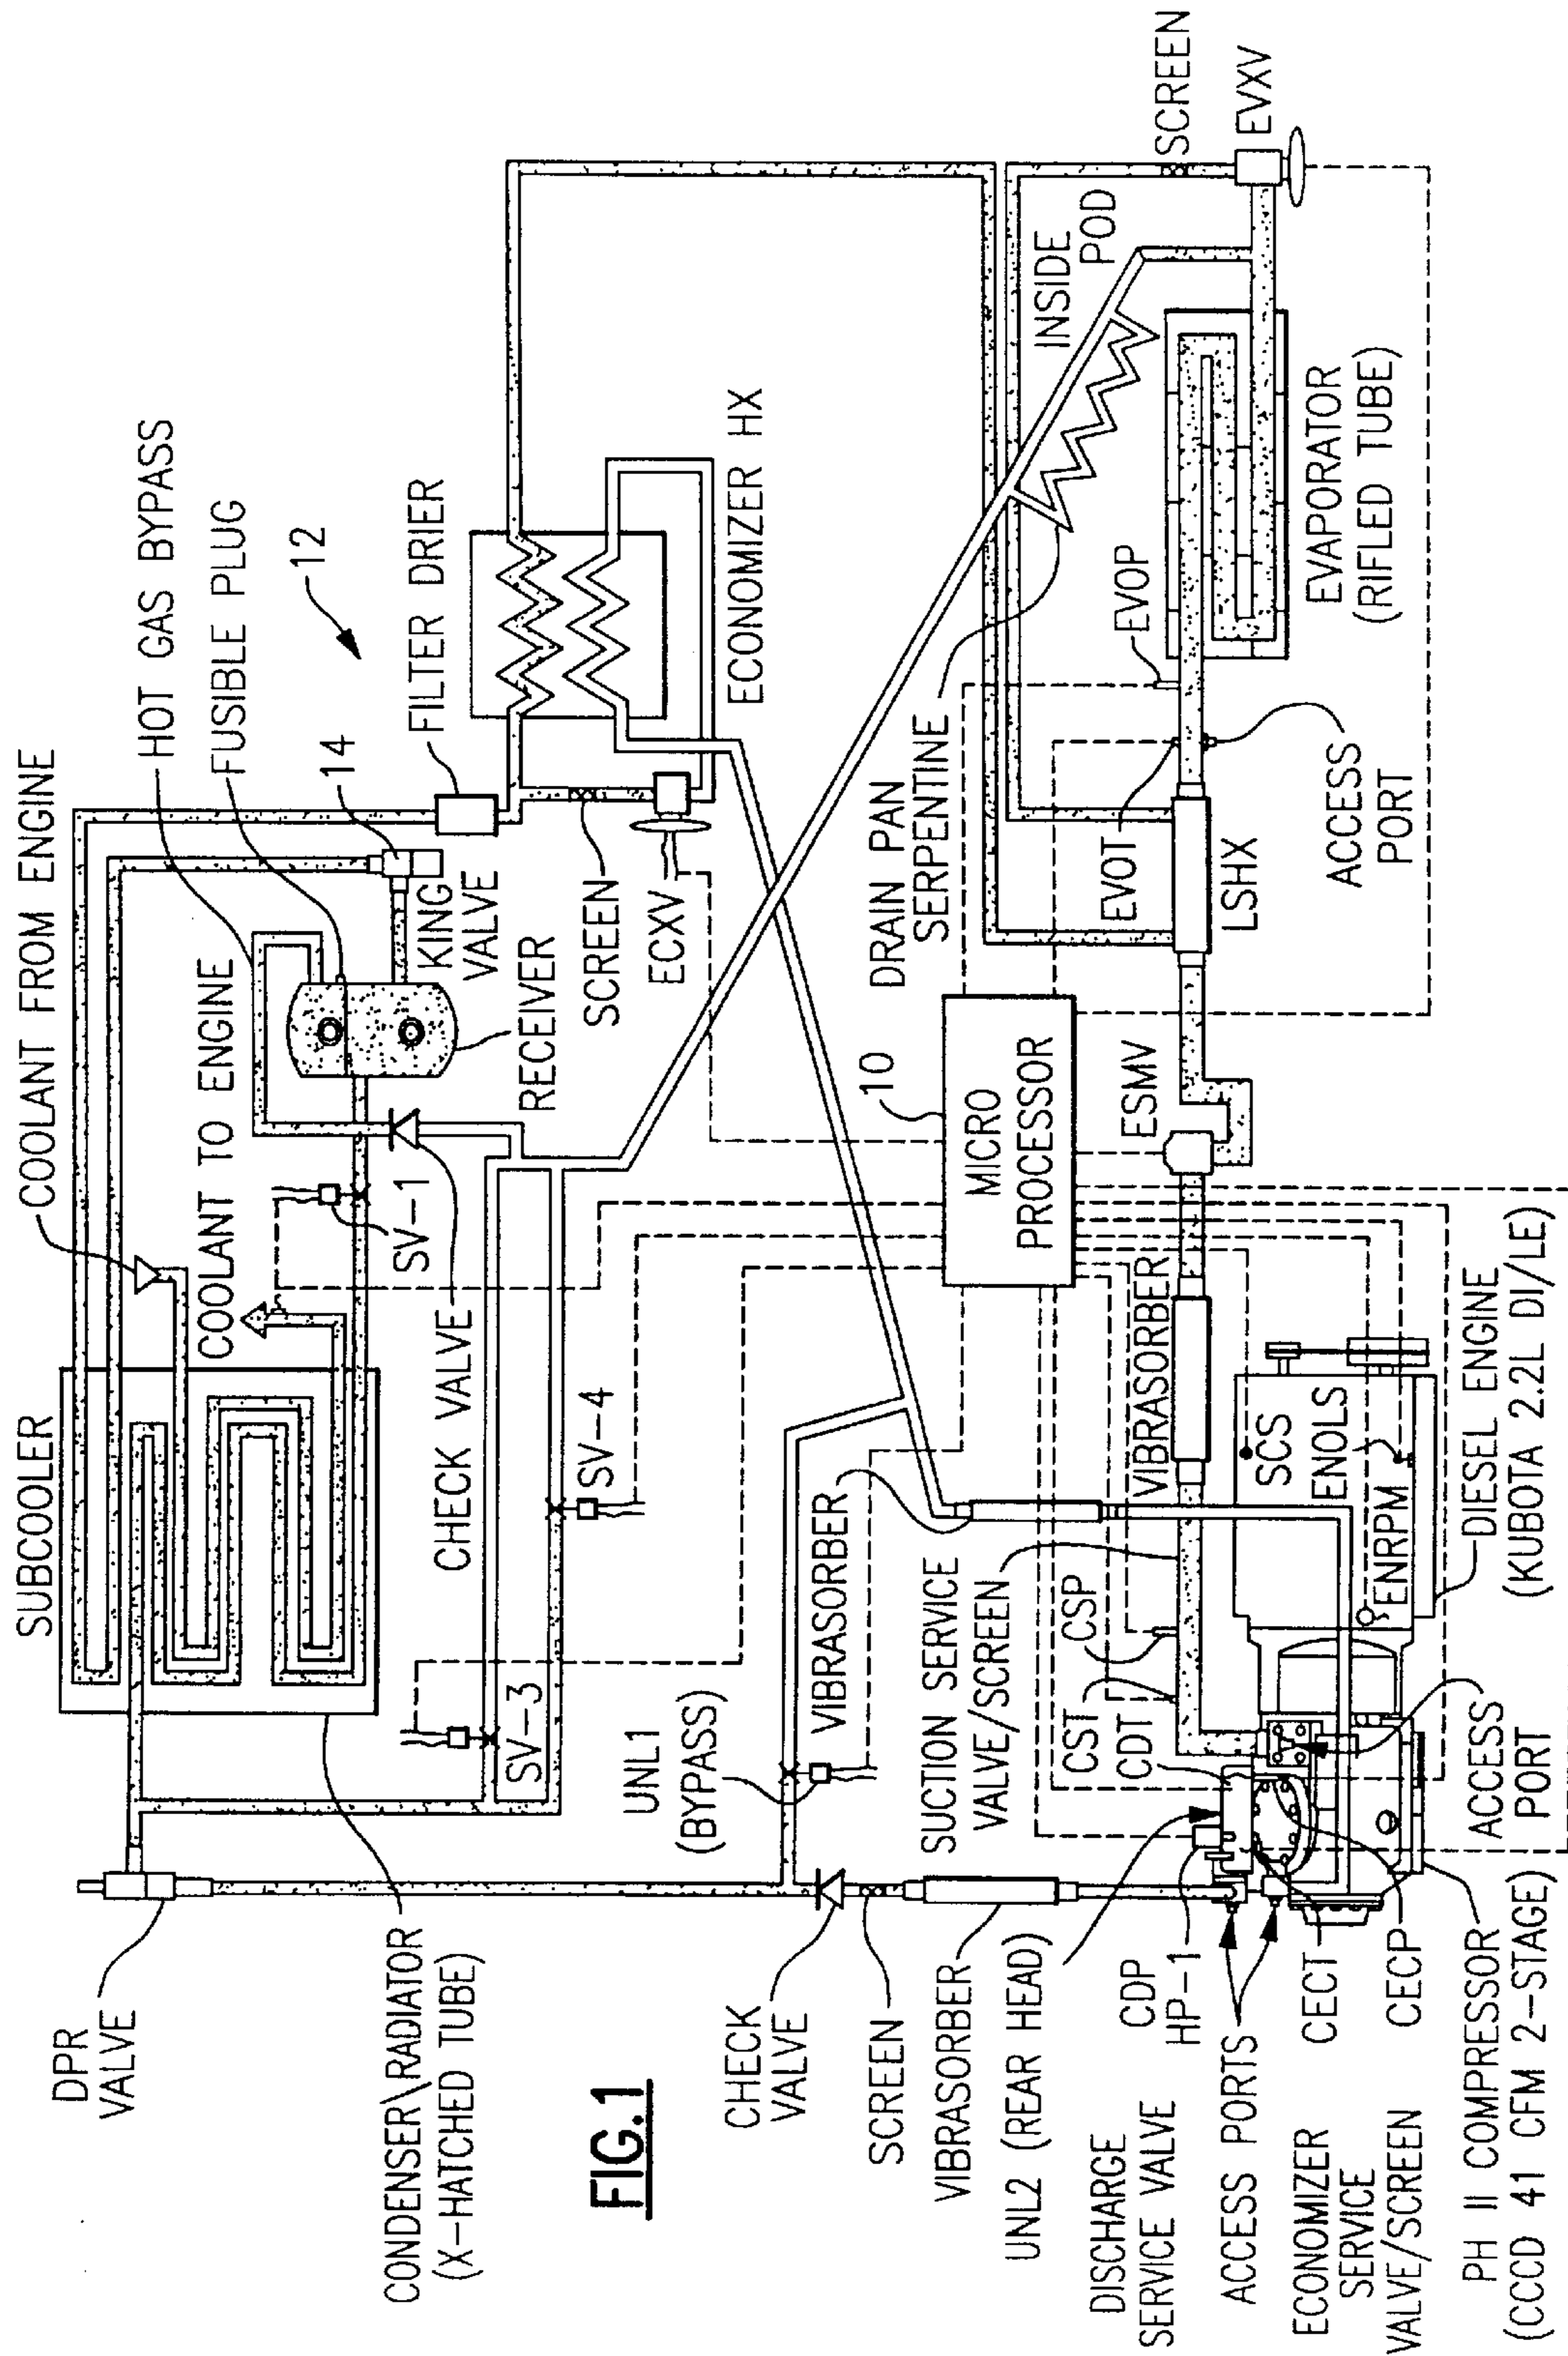 SUBCOOLER
COOLANT FROM ENGINE
HOT GAS BYPASS
FUSIBLE PLUG
12
COOLANT TO ENGINE
14
FILTER DRIER
KING
VALVE
RECEIVER
SV-1
CHECK VALVE
SCREEN
ECXV
ECONOMIZER HX
DPR
VALVE
CONDENSER\RADIATOR
(X-HATCHED TUBE)
SV-3
SV-4
UNL1
(BYPASS)
VIBRASORBER
FIG.1
CHECK
VALVE
SCREEN
VIBRASORBER
UNL2 (REAR HEAD)
SUCTION SERVICE
VALVE/SCREEN
10
MICRO
PROCESSOR
DRAIN PAN
SERPENTINE
INSIDE
POD
SCREEN
EVXV
EVOP
EVOT
LSHX
ACCESS
PORT
EVAPORATOR
(RIFLED TUBE)
ESMV
VIBRASORBER
CSP
CST
CDT
SCS
ENOLS
ENRPM
DIESEL ENGINE
(KUBOTA 2.2L DI/LE)
ACCESS
PORT
DISCHARGE
SERVICE VALVE
CDP
HP-1
ACCESS PORTS
CECT
CECP
ECONOMIZER
SERVICE
VALVE/SCREEN
PH II COMPRESSOR
(CCCD 41 CFM 2-STAGE)